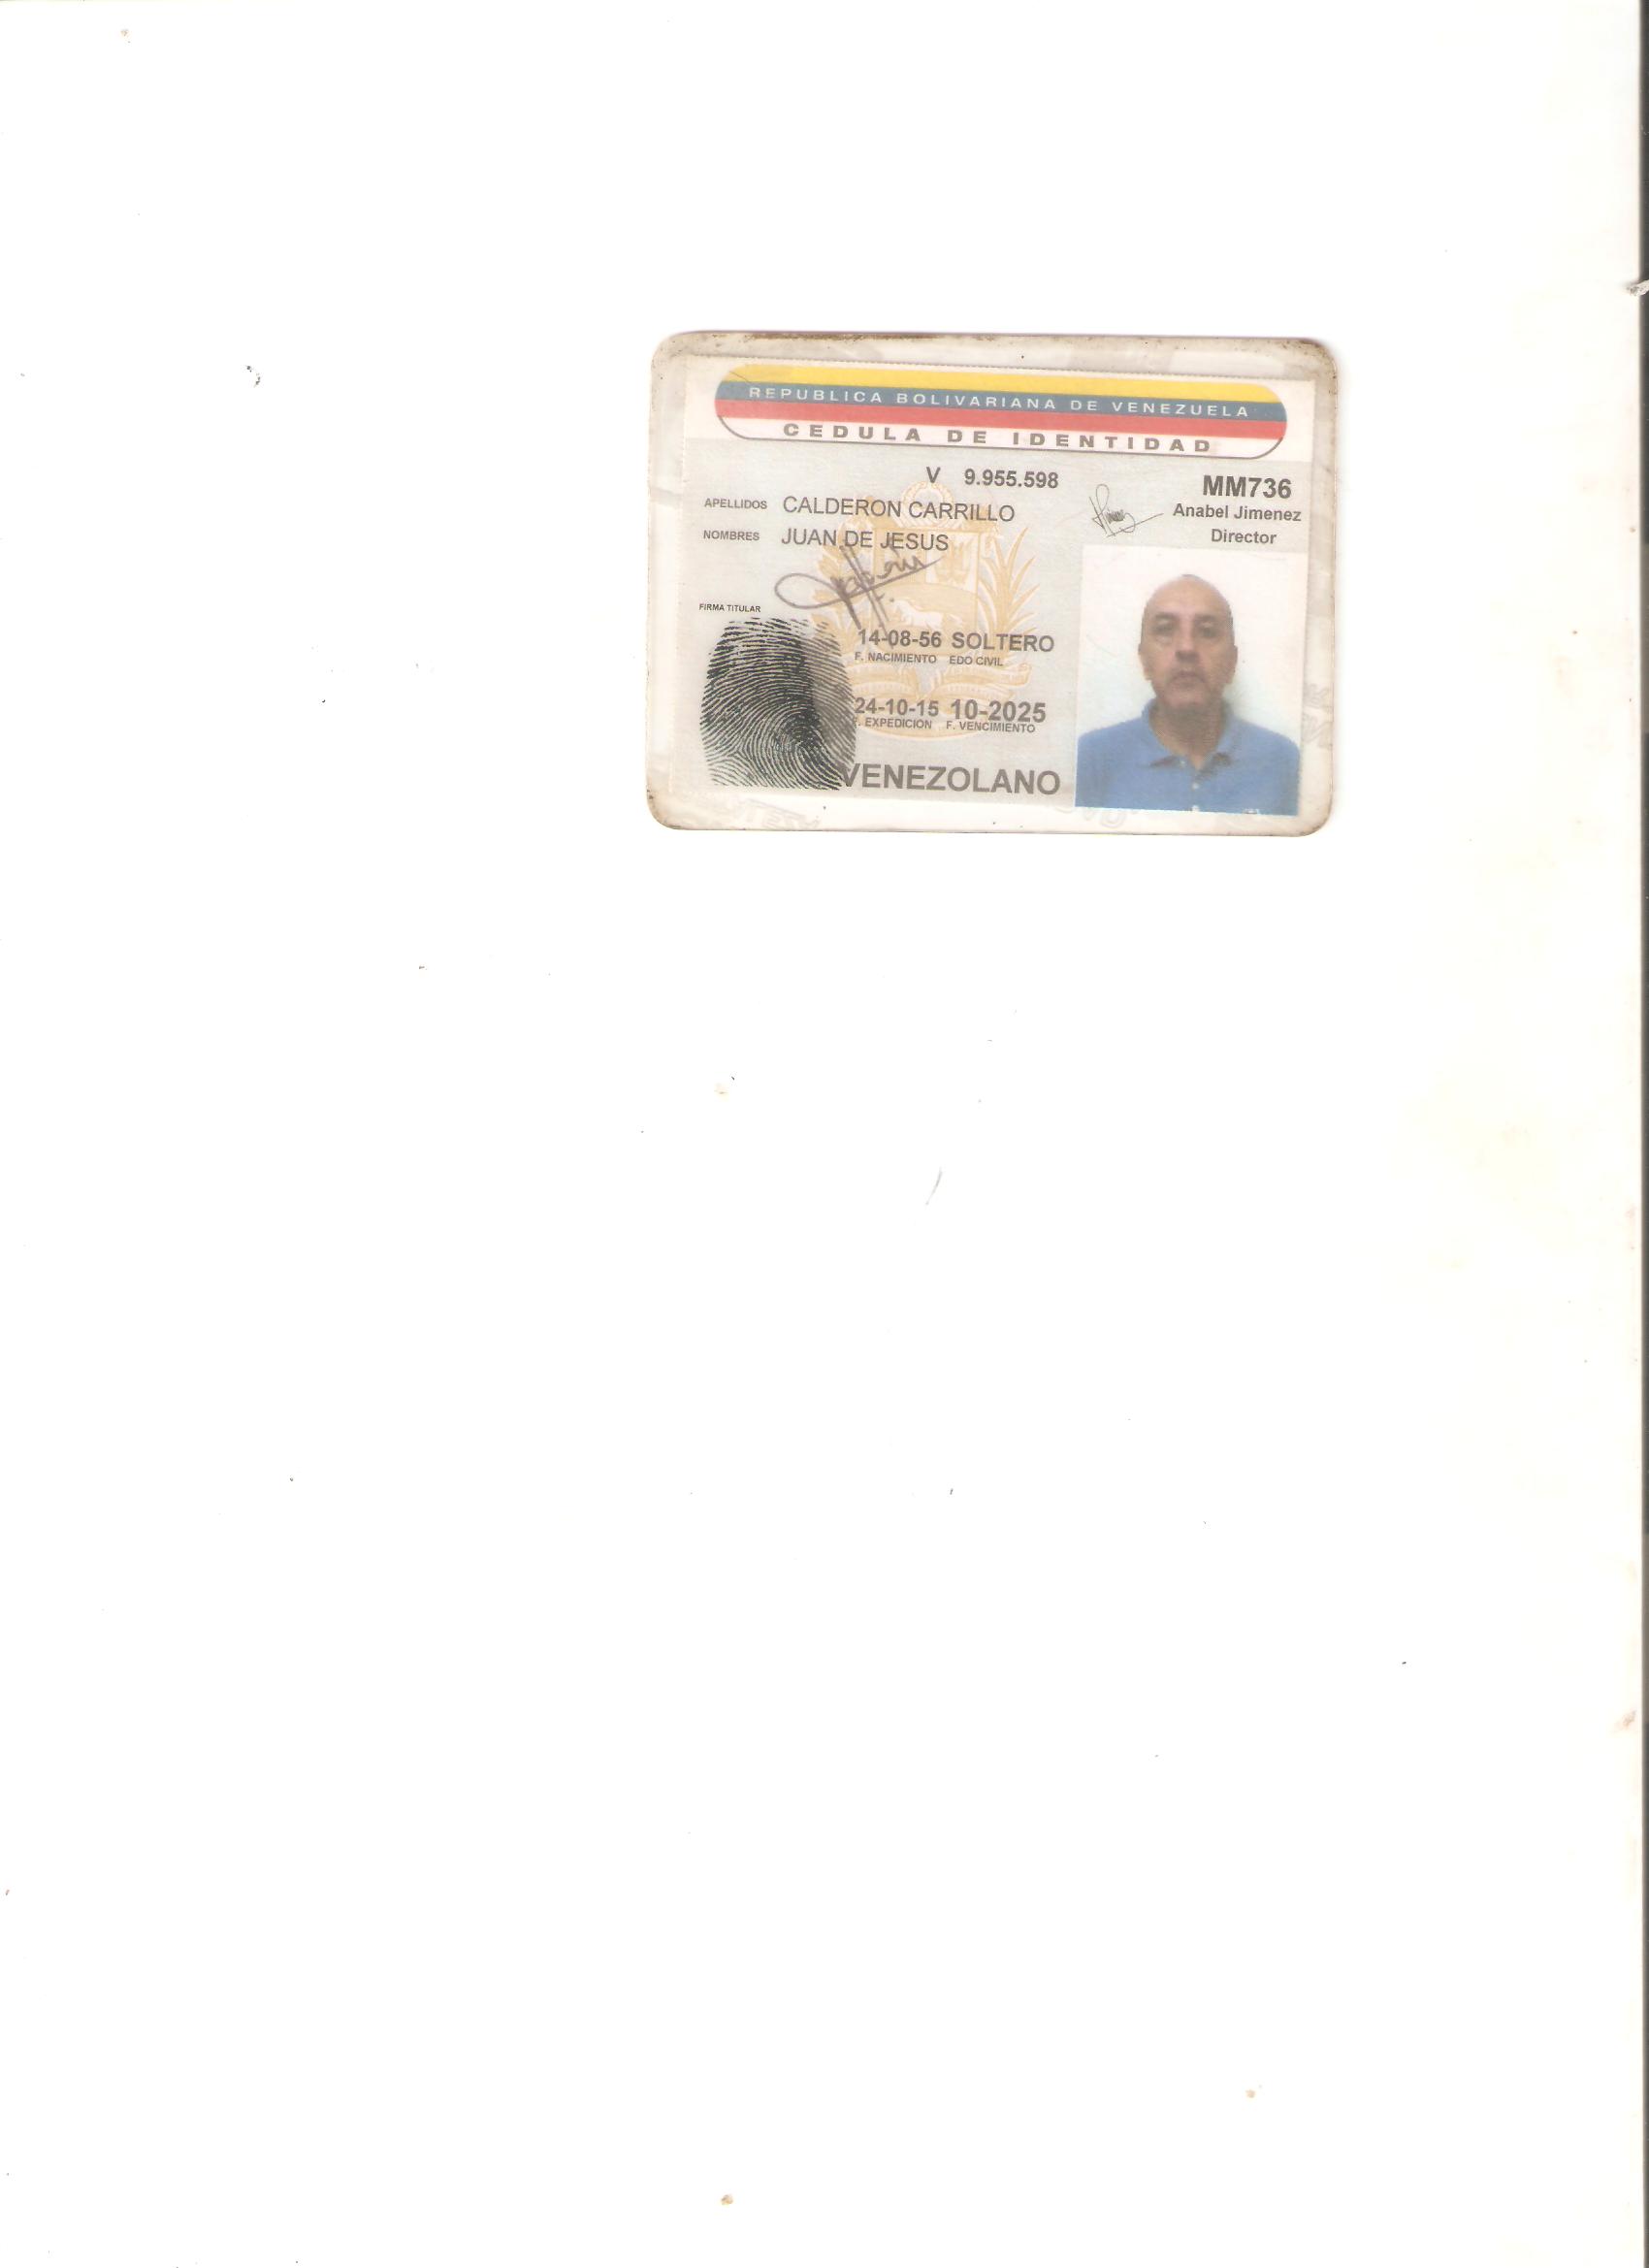 REPUBLICA BOLIVARIANA DE VENEZUELA
CEDULA DE IDENTIDAD
V 9.955.598
MM736
Anabel Jimenez
Director
APELLIDOS CALDERON CARRILLO
NOMBRES JUAN DE JESUS
FIRMA TITULAR
14-08-56 SOLTERO
F. NACIMIENTO EDO CIVIL
24-10-15 10-2025
F. EXPEDICION F. VENCIMIENTO
VENEZOLANO